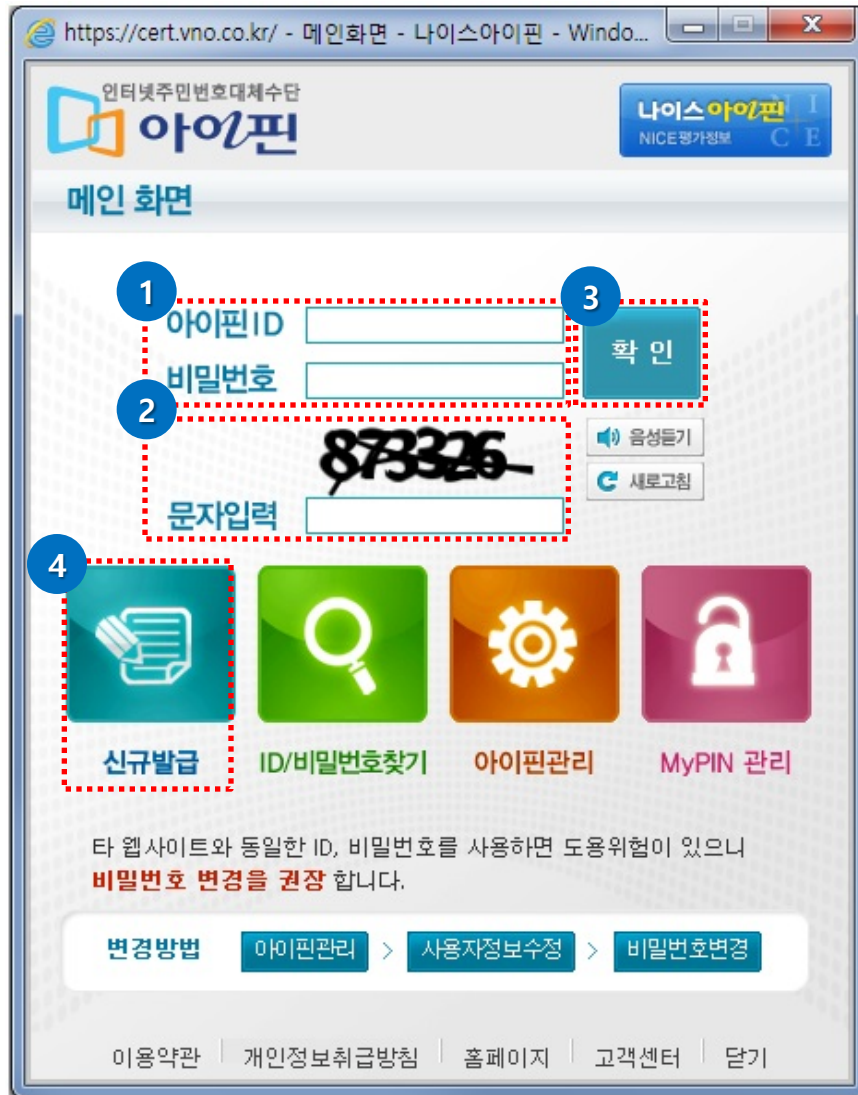 https://cert.vno.co.kr/ - 메인화면 - 나이스아이핀 - Windo...
인터넷주민번호대체수단
아이핀
나이스아이핀
NICE평가정보
NICE
메인 화면
1
아이핀ID
비밀번호
3
확 인
2
873326
음성듣기
새로고침
문자입력
4
신규발급
ID/비밀번호찾기
아이핀관리
MyPIN 관리
타 웹사이트와 동일한 ID, 비밀번호를 사용하면 도용위험이 있으니
비밀번호 변경을 권장 합니다.
변경방법 아이핀관리 > 사용자정보수정 > 비밀번호변경
이용약관 개인정보취급방침 홈페이지 고객센터 닫기